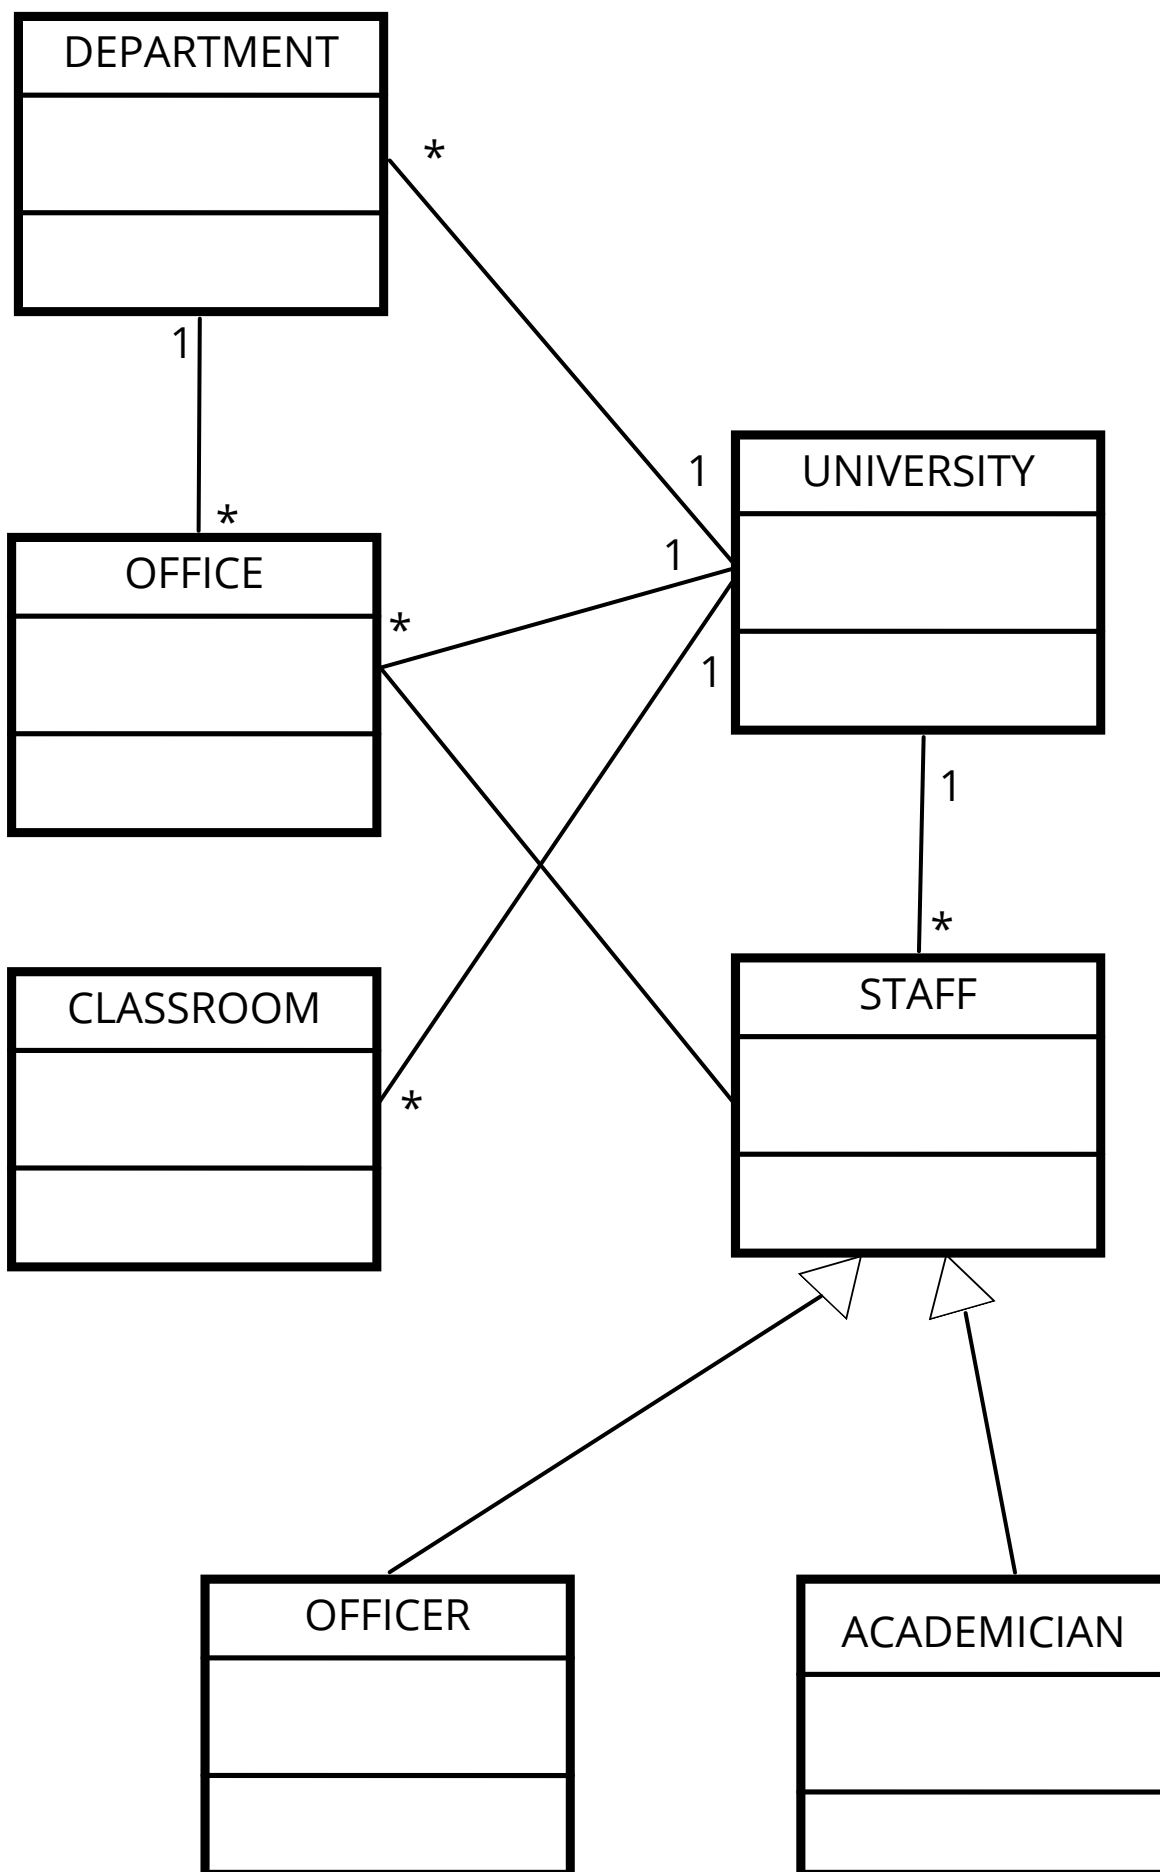 DEPARTMENT
*
1
1
UNIVERSITY
*
1
OFFICE
*
1
1
*
CLASSROOM
STAFF
*
OFFICER
ACADEMICIAN